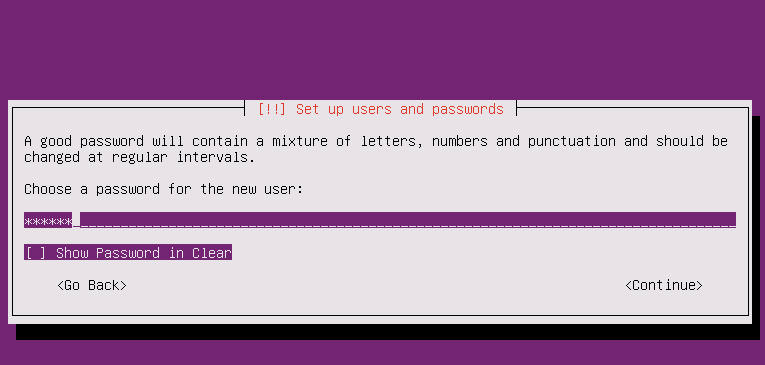 [!!] Set up users and passwords
A good password will contain a mixture of letters, numbers and punctuation and should be
changed at regular intervals.
Choose a password for the new user:
******_________________________________________________________________________________
[ ] Show Password in Clear
<Go Back> <Continue>